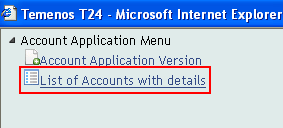 Temenos T24 - Microsoft Internet Explorer
Account Application Menu
Account Application Version
List of Accounts with details